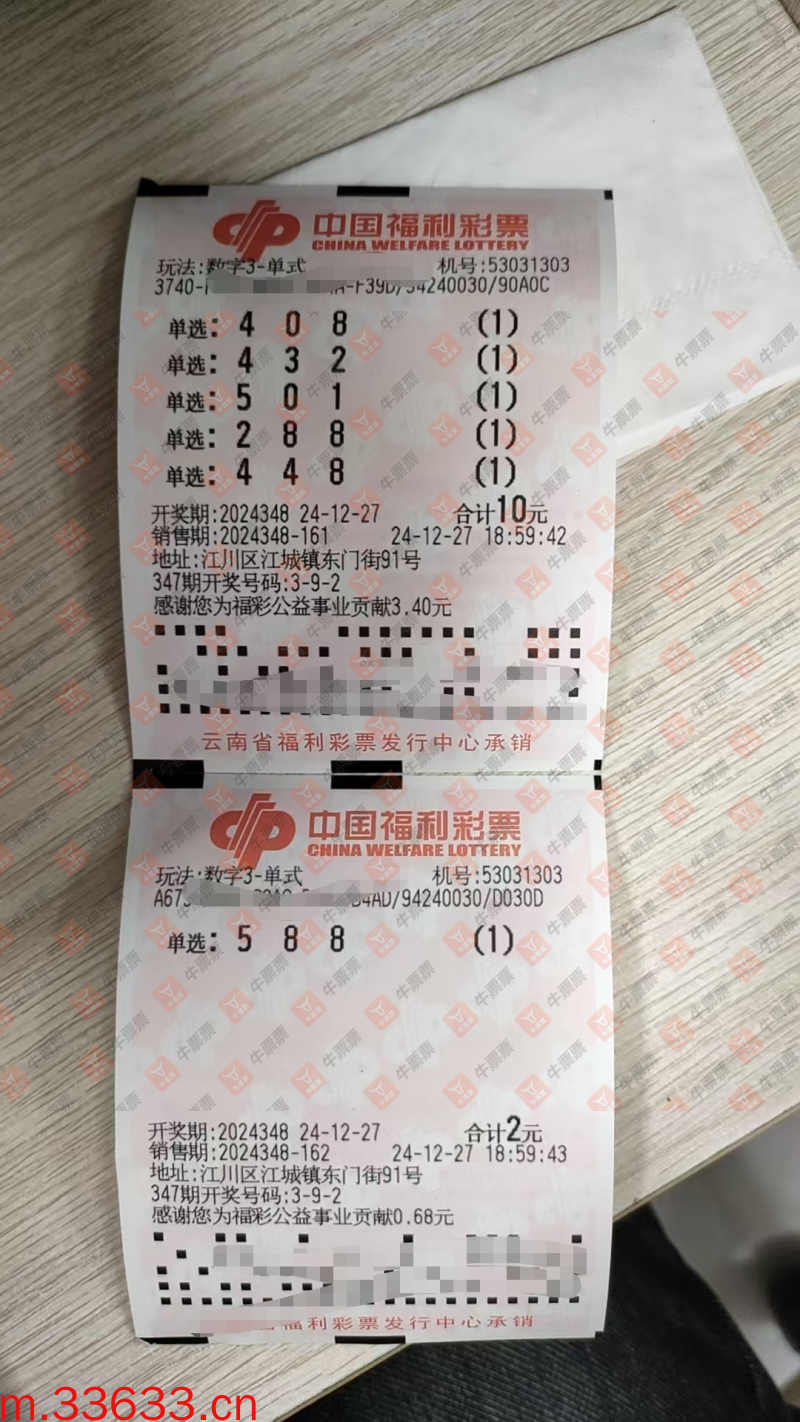 中国福利彩票
CHINA WELFARE LOTTERY
玩法:数字3-单式 机号:53031303
3740- -F39D/94240030/90A0C
单选: 4 0 8 (1)
单选: 4 3 2 (1)
单选: 5 0 1 (1)
单选: 2 8 8 (1)
单选: 4 4 8 (1)
开奖期:2024348 24-12-27 合计10元
销售期:2024348-161 24-12-27 18:59:42
地址:江川区江城镇东门街91号
347期开奖号码:3-9-2
感谢您为福彩公益事业贡献3.40元
云南省福利彩票发行中心承销
中国福利彩票
CHINA WELFARE LOTTERY
玩法:数字3-单式 机号:53031303
A67 B4AD/94240030/D030D
单选: 5 8 8 (1)
开奖期:2024348 24-12-27 合计2元
销售期:2024348-162 24-12-27 18:59:43
地址:江川区江城镇东门街91号
347期开奖号码:3-9-2
感谢您为福彩公益事业贡献0.68元
福利彩票发行中心承销
牛票票
m.33633.cn